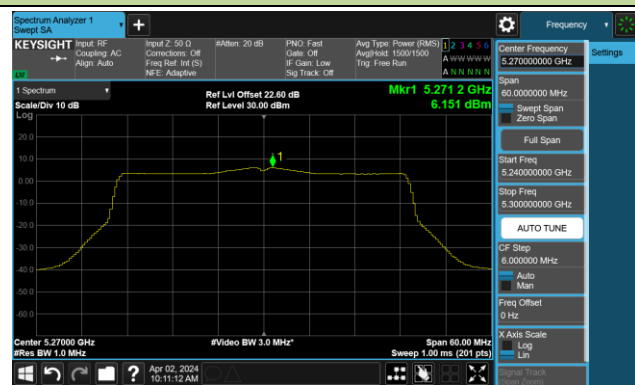 Spectrum Analyzer 1
Swept SA
+
Frequency
KEYSIGHT
Input: RF
Coupling: AC
Align: Auto
Input Z: 50 Ω
Corrections: Off
Freq Ref: Int (S)
NFE: Adaptive
#Atten: 20 dB
PNO: Fast
Gate: Off
IF Gain: Low
Sig Track: Off
Avg Type: Power (RMS)
Avg|Hold: 1500/1500
Trig: Free Run
1 2 3 4 5 6
A W W W W W
A N N N N N
1 Spectrum
Scale/Div 10 dB
Log
Ref Lvl Offset 22.60 dB
Ref Level 30.00 dBm
Mkr1 5.271 2 GHz
6.151 dBm
20.0
10.0
0.00
-10.0
-20.0
-30.0
-40.0
-50.0
-60.0
1
Center 5.27000 GHz
#Res BW 1.0 MHz
#Video BW 3.0 MHz*
Span 60.00 MHz
Sweep 1.00 ms (201 pts)
Apr 02, 2024
10:11:12 AM
Center Frequency
5.270000000 GHz
Span
60.0000000 MHz
Swept Span
Zero Span
Full Span
Start Freq
5.240000000 GHz
Stop Freq
5.300000000 GHz
AUTO TUNE
CF Step
6.000000 MHz
Auto
Man
Freq Offset
0 Hz
X Axis Scale
Log
Lin
Signal Track
(Span Zoom)
Settings